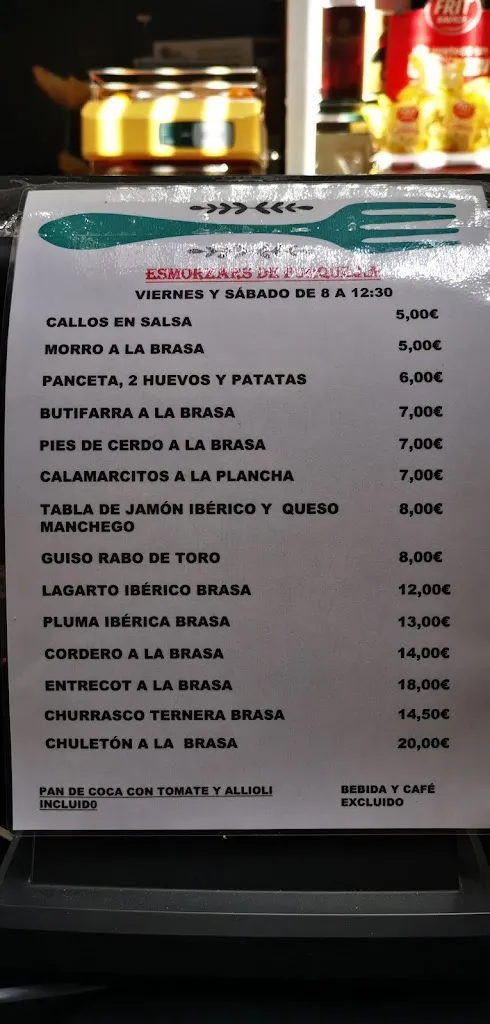 FRIT
ESMORZARS DE
VIERNES Y SÁBADO DE 8 A 12:30
CALLOS EN SALSA 5,00€
MORRO A LA BRASA 5,00€
PANCETA, 2 HUEVOS Y PATATAS 6,00€
BUTIFARRA A LA BRASA 7,00€
PIES DE CERDO A LA BRASA 7,00€
CALAMARCITOS A LA PLANCHA 7,00€
TABLA DE JAMÓN IBÉRICO Y QUESO 8,00€
MANCHEGO
GUISO RABO DE TORO 8,00€
LAGARTO IBÉRICO BRASA 12,00€
PLUMA IBÉRICA BRASA 13,00€
CORDERO A LA BRASA 14,00€
ENTRECOT A LA BRASA 18,00€
CHURRASCO TERNERA BRASA 14,50€
CHULETÓN A LA BRASA 20,00€
PAN DE COCA CON TOMATE Y ALLIOLI
INCLUIDO
BEBIDA Y CAFÉ
EXCLUIDO